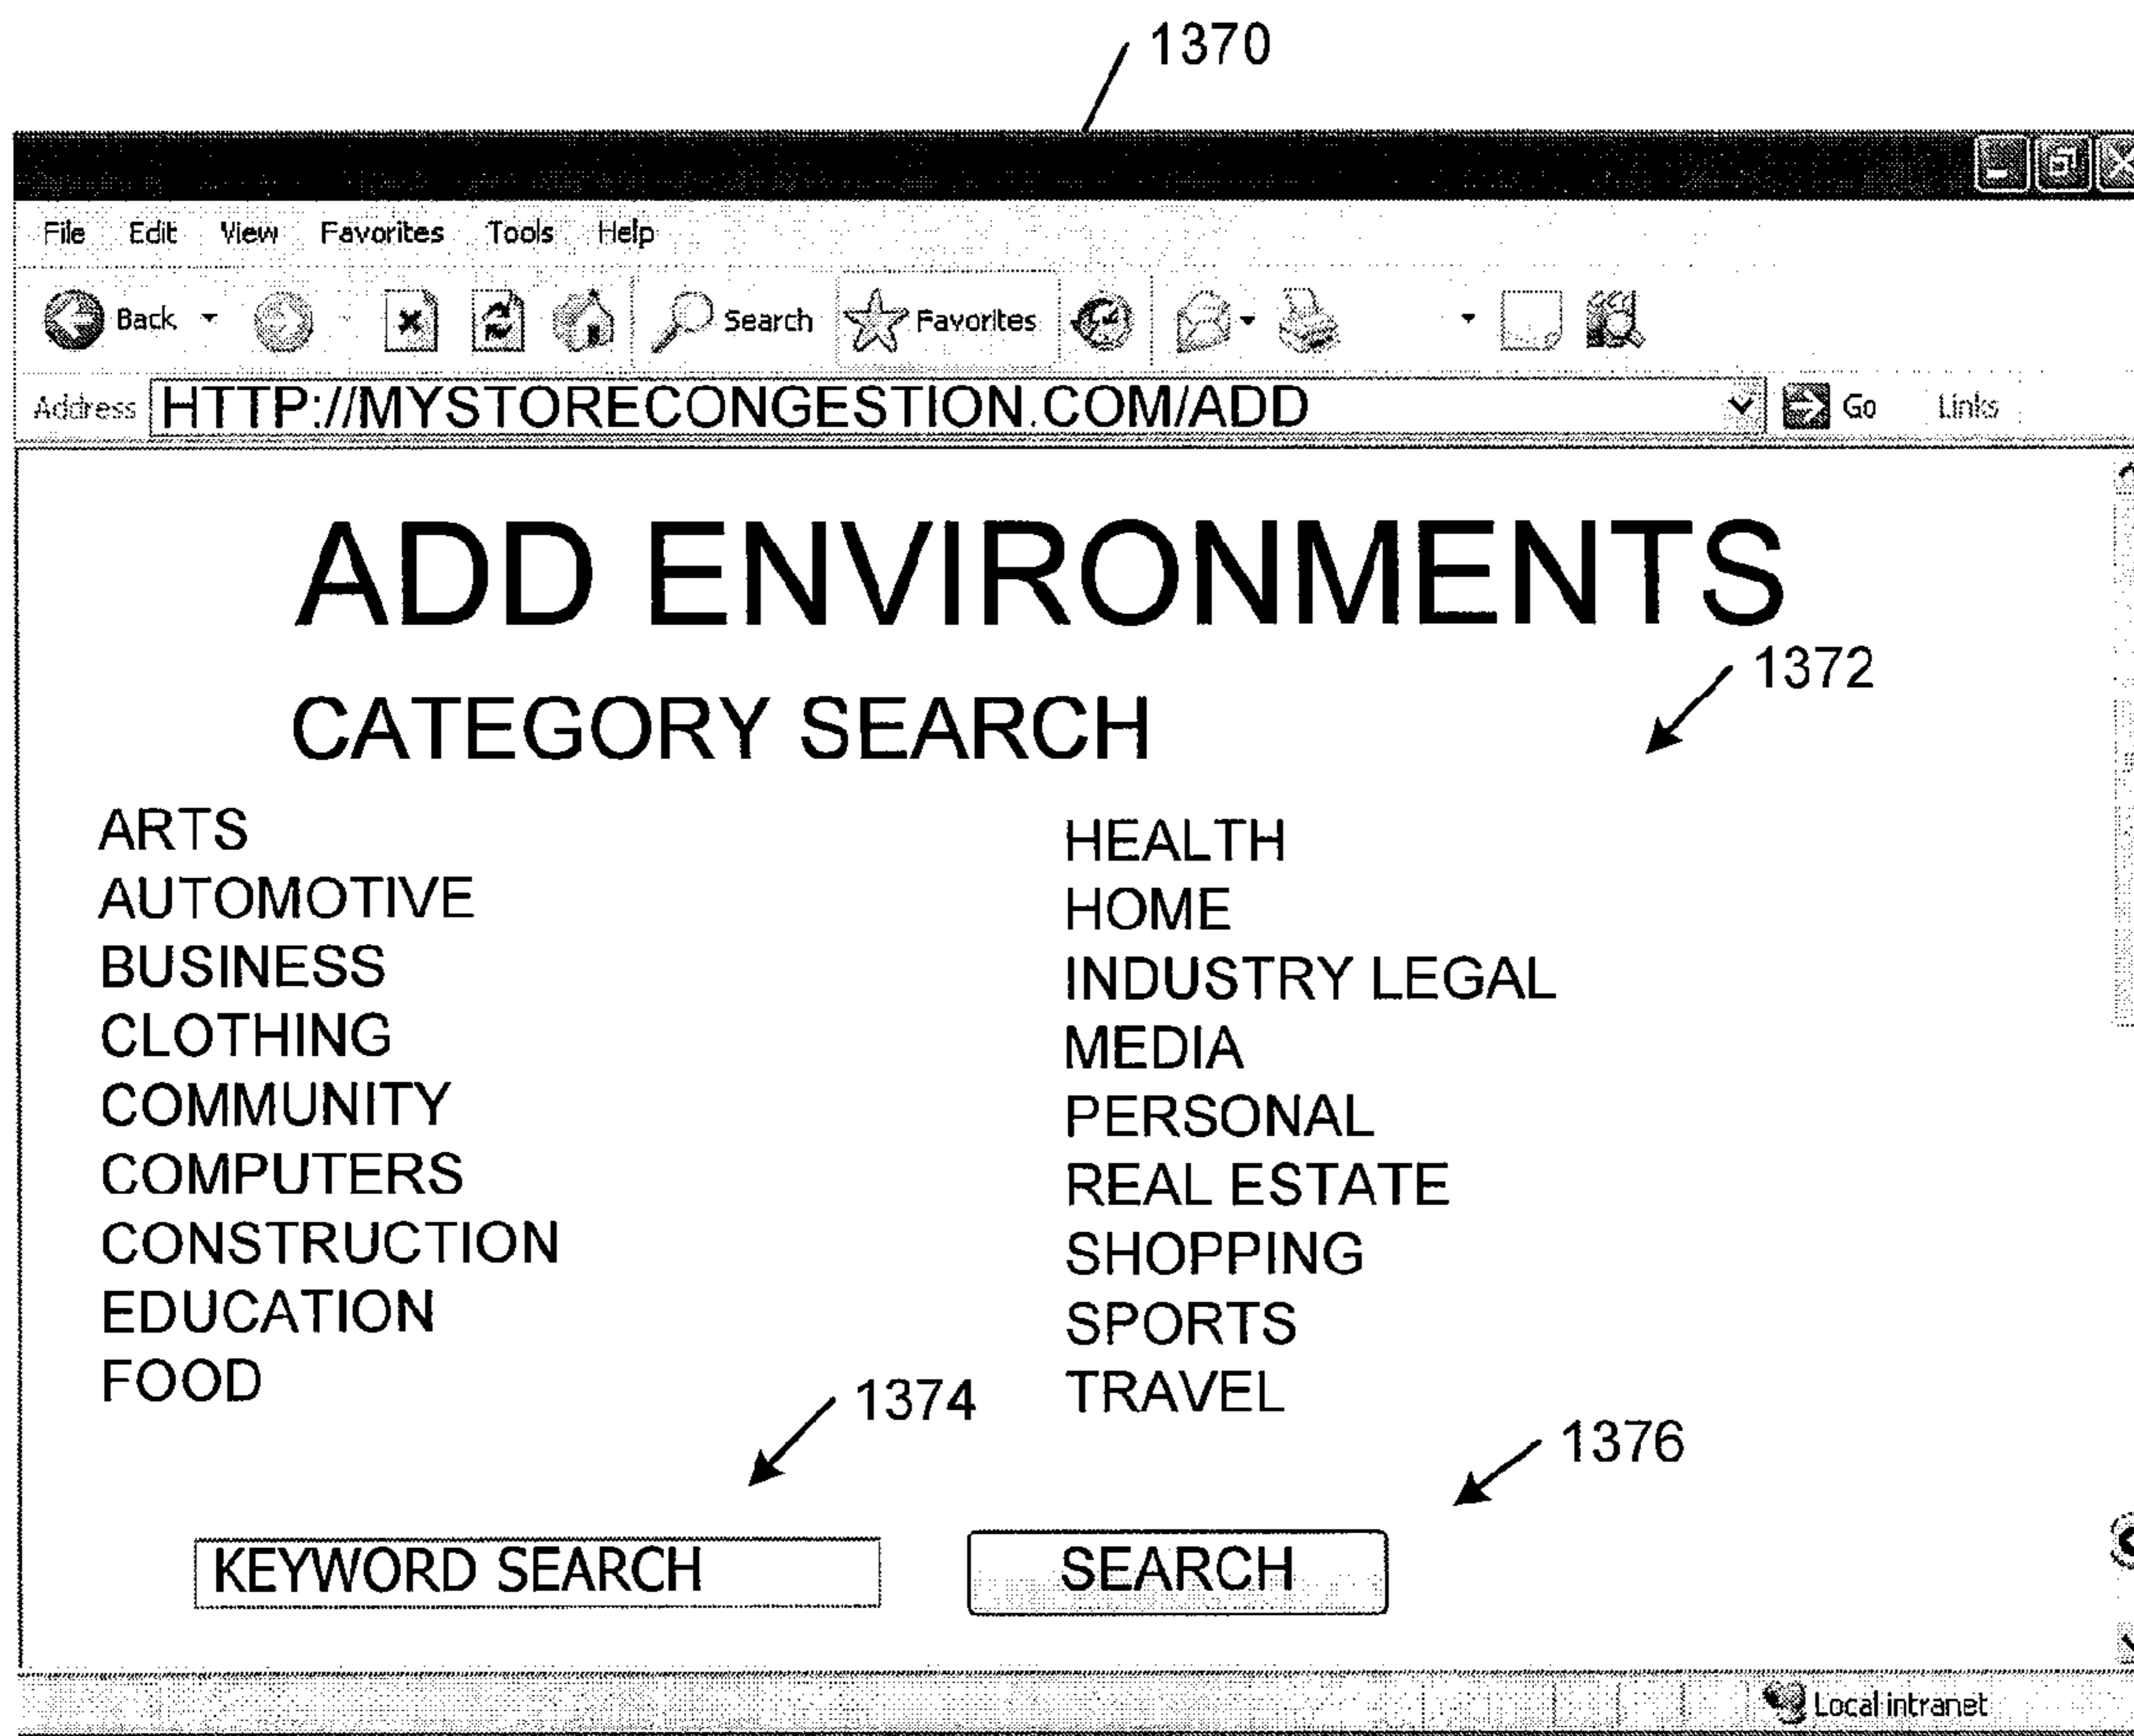 1370
File Edit View Favorites Tools Help
Back Search Favorites
Address HTTP://MYSTORECONGESTION.COM/ADD Go Links
ADD ENVIRONMENTS
1372
CATEGORY SEARCH
ARTS
AUTOMOTIVE
BUSINESS
CLOTHING
COMMUNITY
COMPUTERS
CONSTRUCTION
EDUCATION
FOOD
HEALTH
HOME
INDUSTRY LEGAL
MEDIA
PERSONAL
REAL ESTATE
SHOPPING
SPORTS
TRAVEL
1374
1376
KEYWORD SEARCH
SEARCH
Local intranet